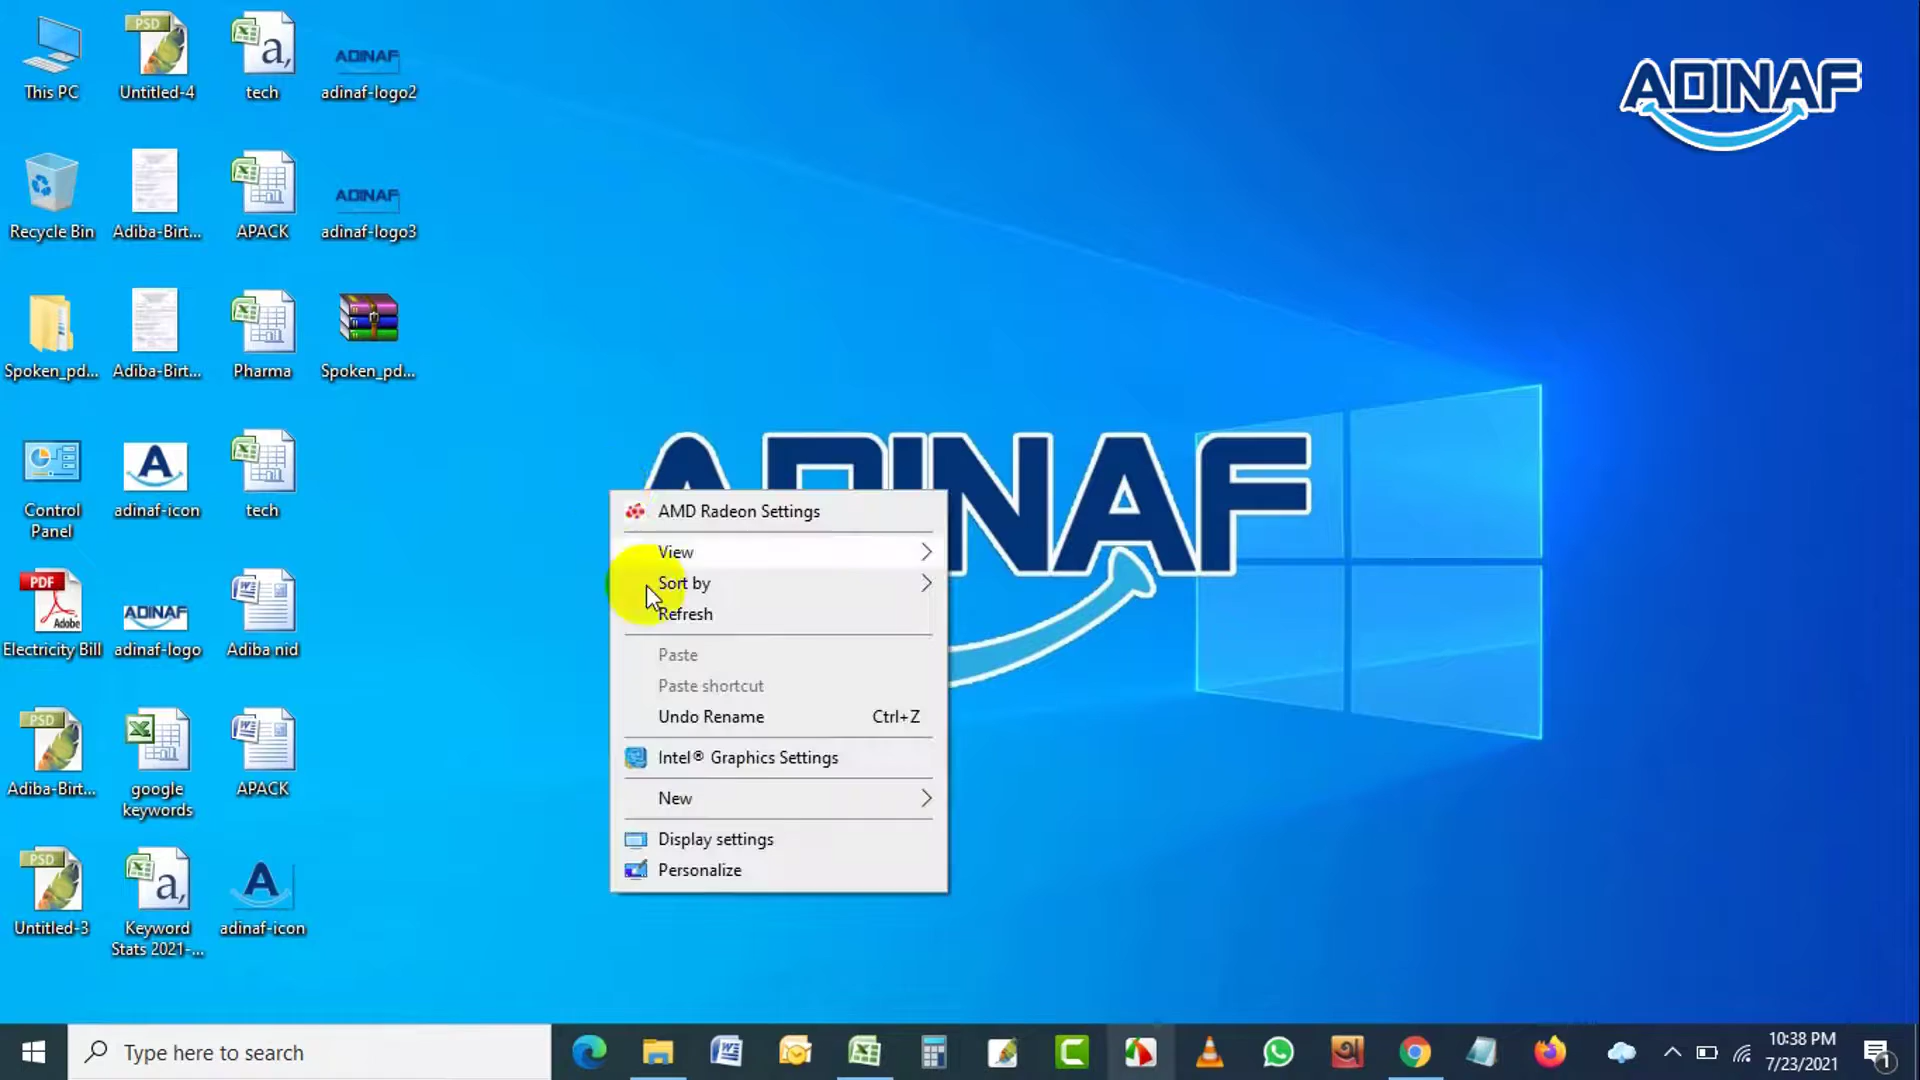 This PC
Untitled-4
tech
adinaf-logo2
ADINAF
ADINAF
Recycle Bin
Adiba-Birt...
APACK
adinaf-logo3
ADINAF
Spoken_pd...
Adiba-Birt...
Pharma
Spoken_pd...
Control
Panel
adinaf-icon
tech
ADINAF
Electricity Bill
adinaf-logo
Adiba nid
ADINAF
PDF
Adobe
Adiba-Birt...
google
keywords
APACK
PSD
PSD
PSD
Untitled-3
Keyword
Stats 2021-...
adinaf-icon
AMD Radeon Settings
View
Sort by
Refresh
Paste
Paste shortcut
Undo Rename Ctrl+Z
Intel® Graphics Settings
New
Display settings
Personalize
Type here to search
10:38 PM
7/23/2021
1